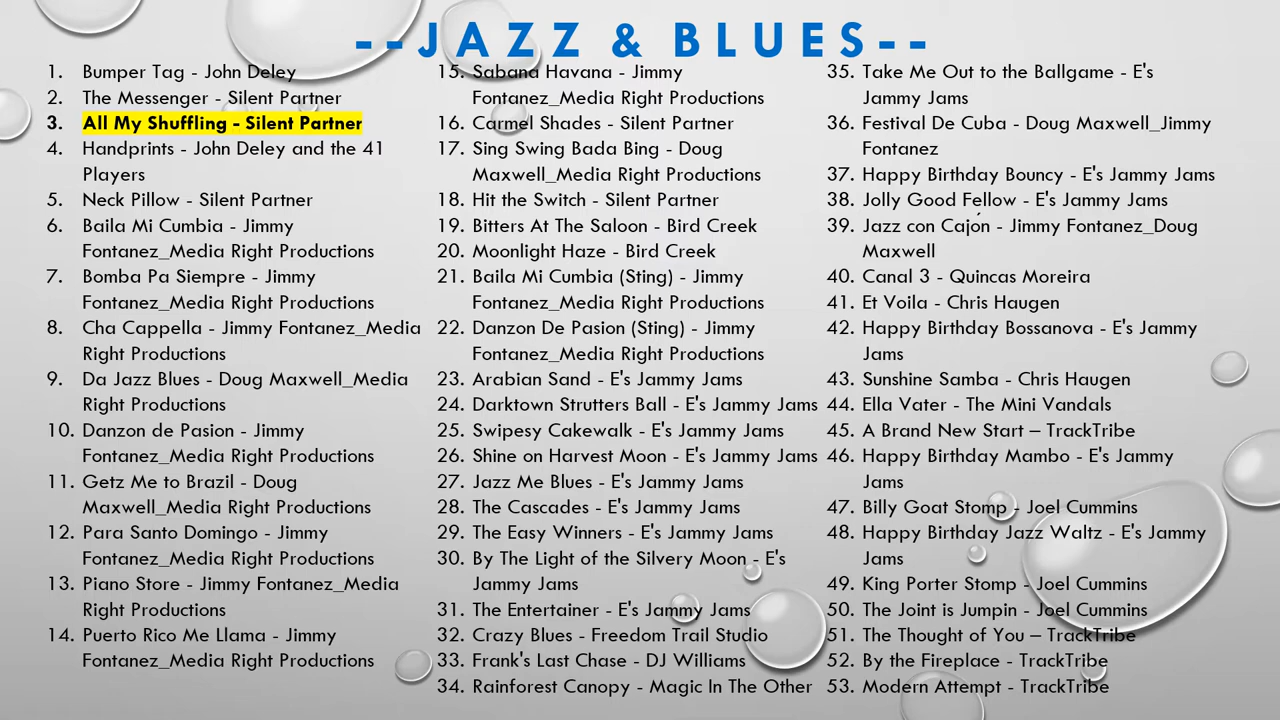 --JAZZ & BLUES--
1. Bumper Tag - John Deley
2. The Messenger - Silent Partner
3. All My Shuffling - Silent Partner
4. Handprints - John Deley and the 41
Players
5. Neck Pillow - Silent Partner
6. Baila Mi Cumbia - Jimmy
Fontanez_Media Right Productions
7. Bomba Pa Siempre - Jimmy
Fontanez_Media Right Productions
8. Cha Cappella - Jimmy Fontanez_Media
Right Productions
9. Da Jazz Blues - Doug Maxwell_Media
Right Productions
10. Danzon de Pasion - Jimmy
Fontanez_Media Right Productions
11. Getz Me to Brazil - Doug
Maxwell_Media Right Productions
12. Para Santo Domingo - Jimmy
Fontanez_Media Right Productions
13. Piano Store - Jimmy Fontanez_Media
Right Productions
14. Puerto Rico Me Llama - Jimmy
Fontanez_Media Right Productions
15. Sabana Havana - Jimmy
Fontanez_Media Right Productions
16. Carmel Shades - Silent Partner
17. Sing Swing Bada Bing - Doug
Maxwell_Media Right Productions
18. Hit the Switch - Silent Partner
19. Bitters At The Saloon - Bird Creek
20. Moonlight Haze - Bird Creek
21. Baila Mi Cumbia (Sting) - Jimmy
Fontanez_Media Right Productions
22. Danzon De Pasion (Sting) - Jimmy
Fontanez_Media Right Productions
23. Arabian Sand - E's Jammy Jams
24. Darktown Strutters Ball - E's Jammy Jams
25. Swipesy Cakewalk - E's Jammy Jams
26. Shine on Harvest Moon - E's Jammy Jams
27. Jazz Me Blues - E's Jammy Jams
28. The Cascades - E's Jammy Jams
29. The Easy Winners - E's Jammy Jams
30. By The Light of the Silvery Moon - E's
Jammy Jams
31. The Entertainer - E's Jammy Jams
32. Crazy Blues - Freedom Trail Studio
33. Frank's Last Chase - DJ Williams
34. Rainforest Canopy - Magic In The Other
35. Take Me Out to the Ballgame - E's
Jammy Jams
36. Festival De Cuba - Doug Maxwell_Jimmy
Fontanez
37. Happy Birthday Bouncy - E's Jammy Jams
38. Jolly Good Fellow - E's Jammy Jams
39. Jazz con Cajón - Jimmy Fontanez_Doug
Maxwell
40. Canal 3 - Quincas Moreira
41. Et Voila - Chris Haugen
42. Happy Birthday Bossanova - E's Jammy
Jams
43. Sunshine Samba - Chris Haugen
44. Ella Vater - The Mini Vandals
45. A Brand New Start – TrackTribe
46. Happy Birthday Mambo - E's Jammy
Jams
47. Billy Goat Stomp - Joel Cummins
48. Happy Birthday Jazz Waltz - E's Jammy
Jams
49. King Porter Stomp - Joel Cummins
50. The Joint is Jumpin - Joel Cummins
51. The Thought of You – TrackTribe
52. By the Fireplace - TrackTribe
53. Modern Attempt - TrackTribe